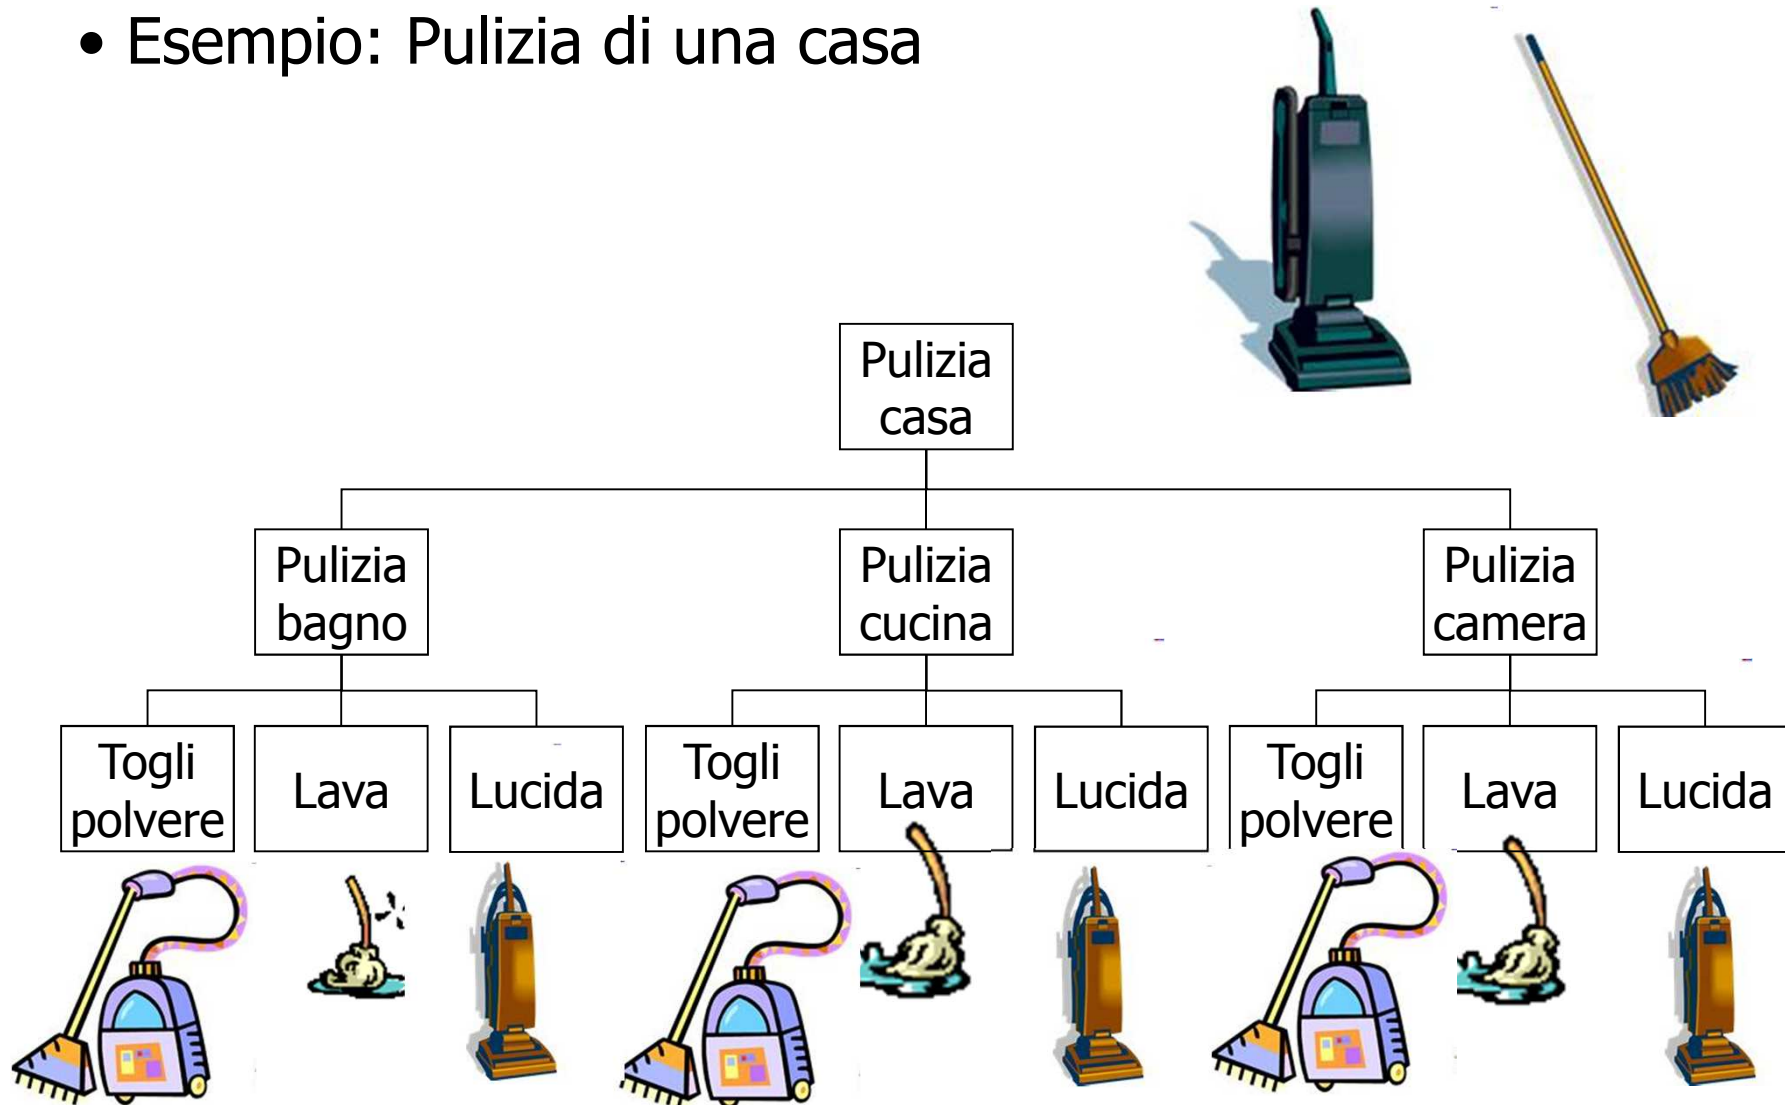 • Esempio: Pulizia di una casa
Pulizia
casa
Pulizia
bagno
Pulizia
cucina
Pulizia
camera
Togli
polvere
Lava
Lucida
Togli
polvere
Lava
Lucida
Togli
polvere
Lava
Lucida